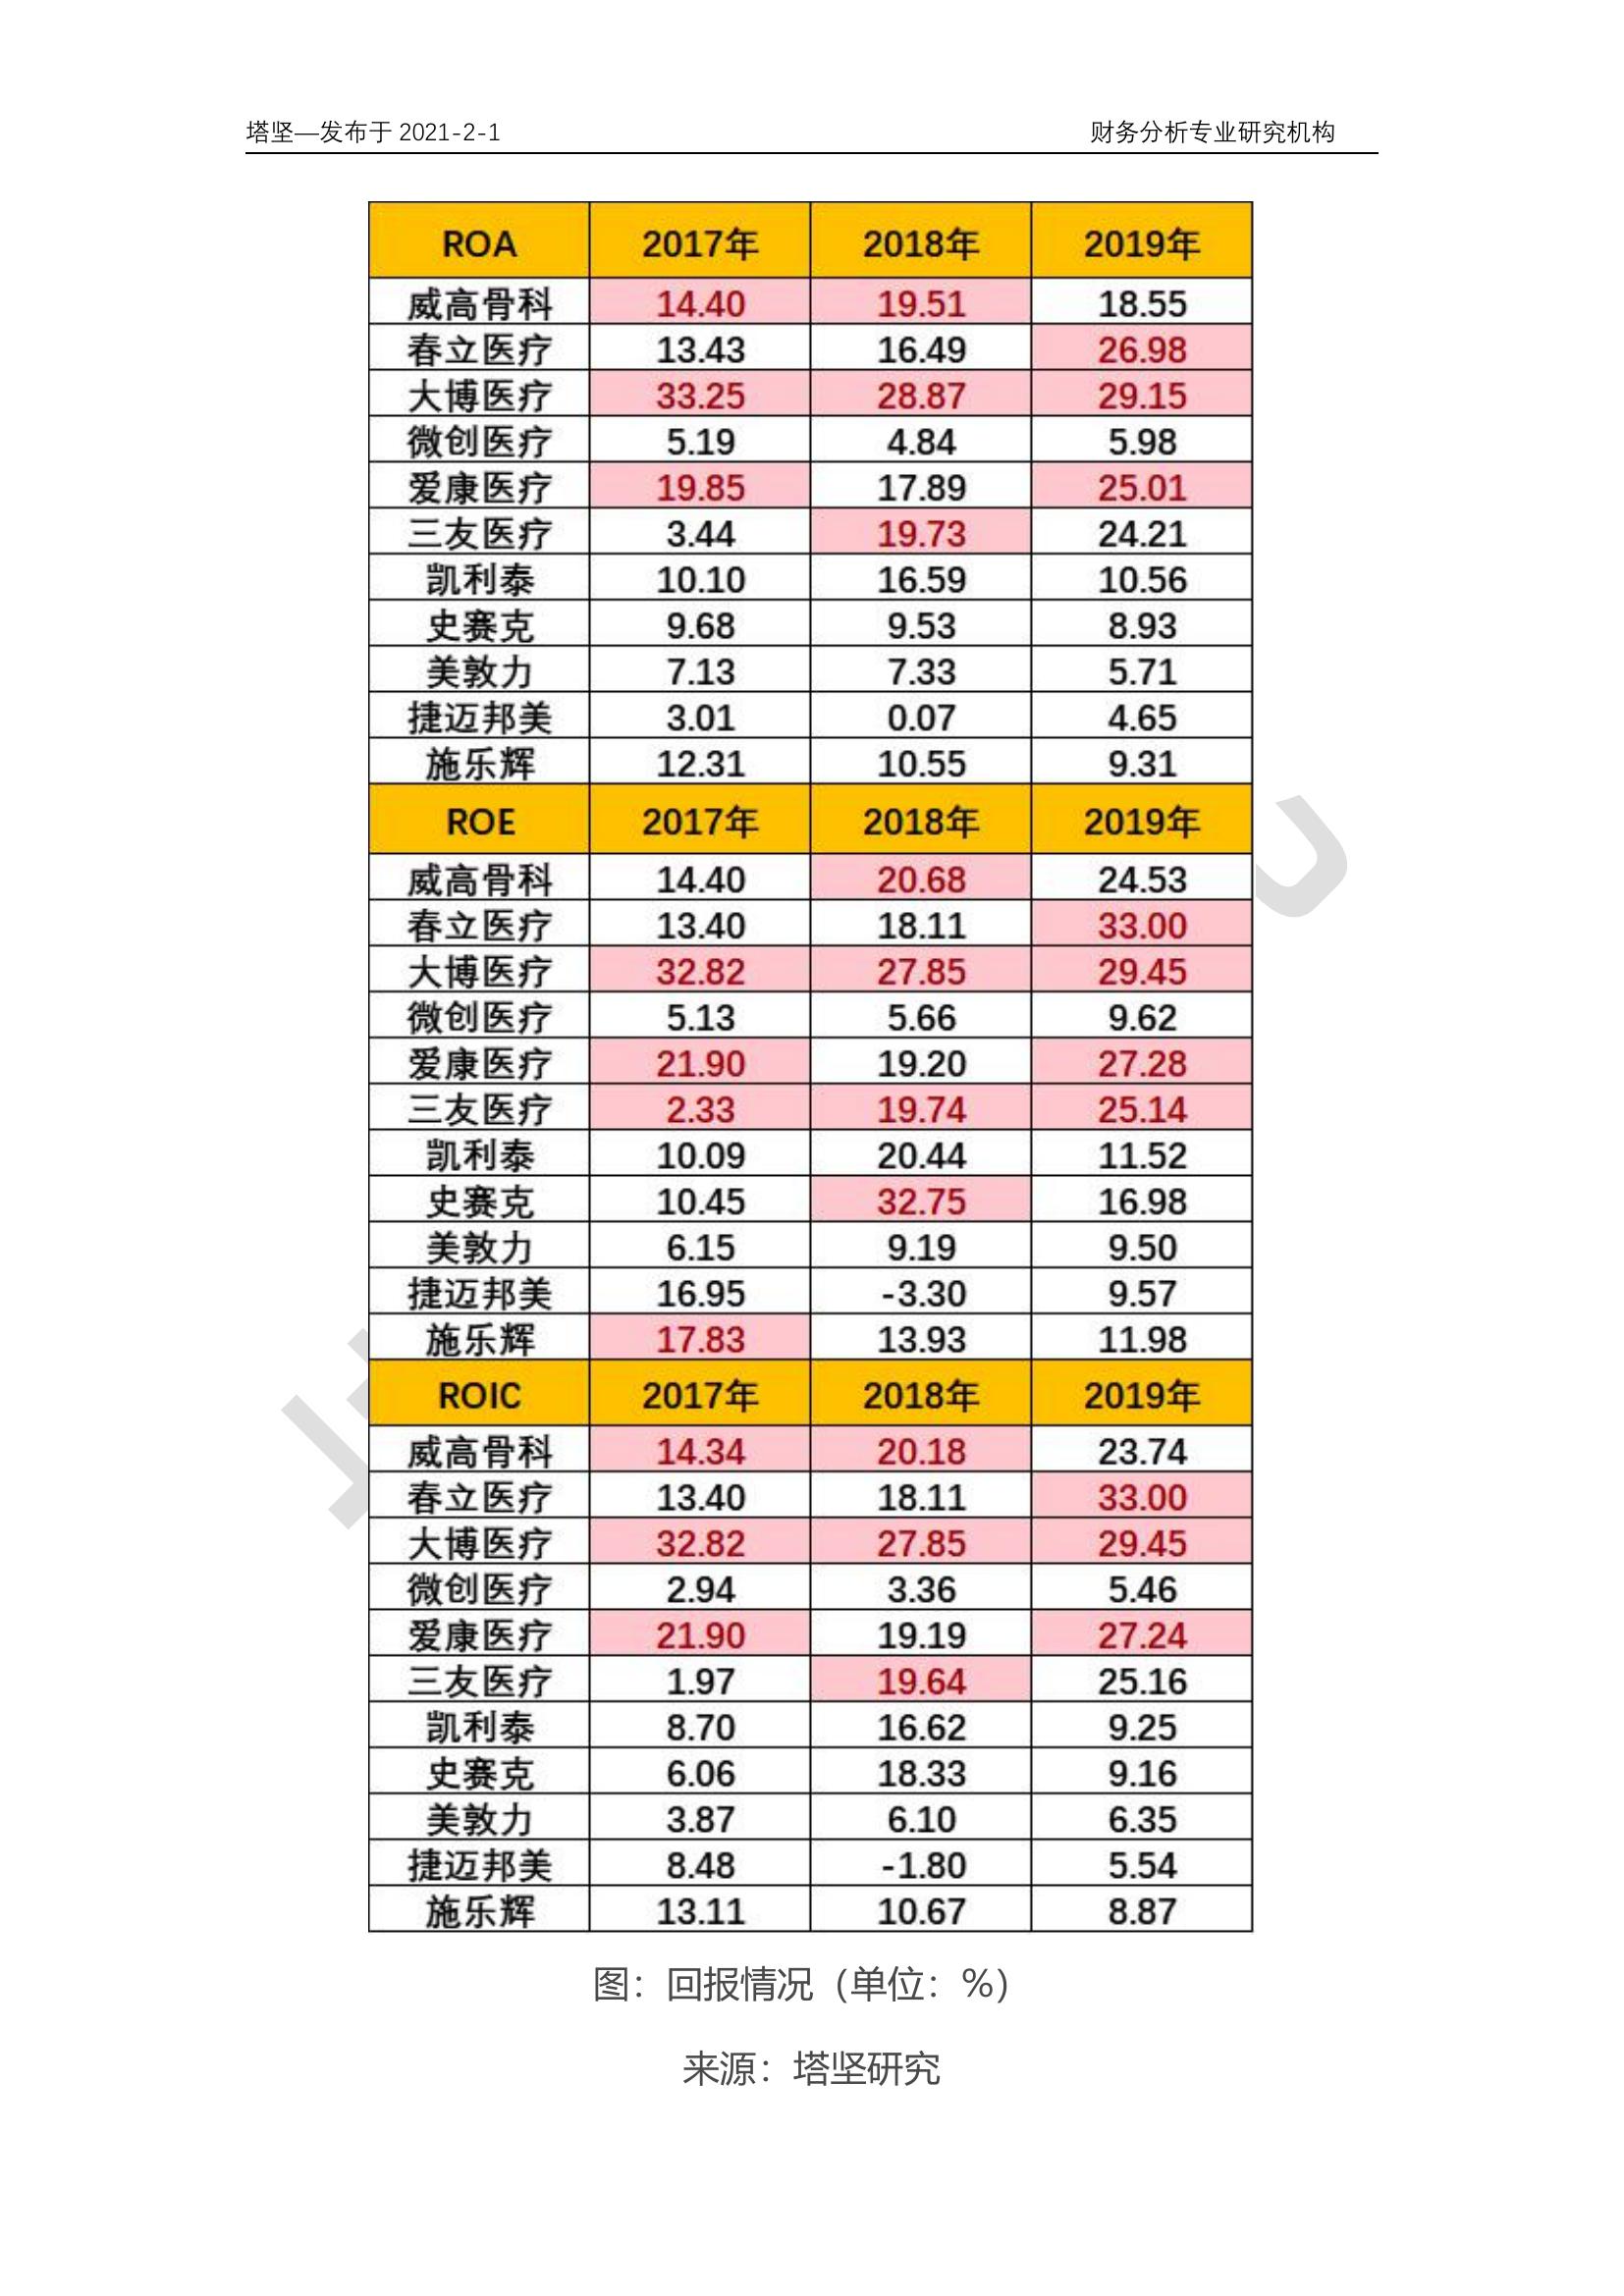 塔坚—发布于 2021-2-1 财务分析专业研究机构
ROA 2017年 2018年 2019年
威高骨科 14.40 19.51 18.55
春立医疗 13.43 16.49 26.98
大博医疗 33.25 28.87 29.15
微创医疗 5.19 4.84 5.98
爱康医疗 19.85 17.89 25.01
三友医疗 3.44 19.73 24.21
凯利泰 10.10 16.59 10.56
史赛克 9.68 9.53 8.93
美敦力 7.13 7.33 5.71
捷迈邦美 3.01 0.07 4.65
施乐辉 12.31 10.55 9.31
ROE 2017年 2018年 2019年
威高骨科 14.40 20.68 24.53
春立医疗 13.40 18.11 33.00
大博医疗 32.82 27.85 29.45
微创医疗 5.13 5.66 9.62
爱康医疗 21.90 19.20 27.28
三友医疗 2.33 19.74 25.14
凯利泰 10.09 20.44 11.52
史赛克 10.45 32.75 16.98
美敦力 6.15 9.19 9.50
捷迈邦美 16.95 -3.30 9.57
施乐辉 17.83 13.93 11.98
ROIC 2017年 2018年 2019年
威高骨科 14.34 20.18 23.74
春立医疗 13.40 18.11 33.00
大博医疗 32.82 27.85 29.45
微创医疗 2.94 3.36 5.46
爱康医疗 21.90 19.19 27.24
三友医疗 1.97 19.64 25.16
凯利泰 8.70 16.62 9.25
史赛克 6.06 18.33 9.16
美敦力 3.87 6.10 6.35
捷迈邦美 8.48 -1.80 5.54
施乐辉 13.11 10.67 8.87
图：回报情况（单位：%）
来源：塔坚研究